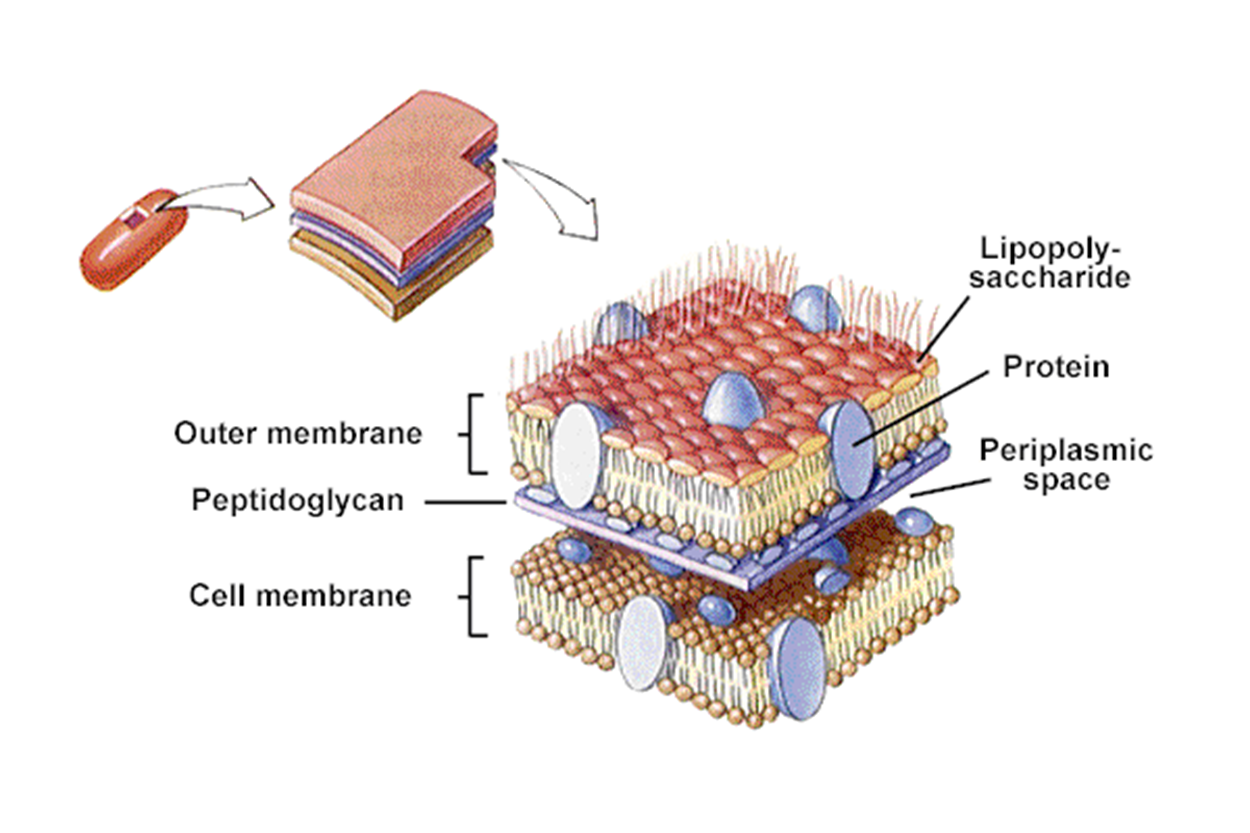 Lipopoly-
saccharide
Protein
Outer membrane
Periplasmic
space
Peptidoglycan
Cell membrane